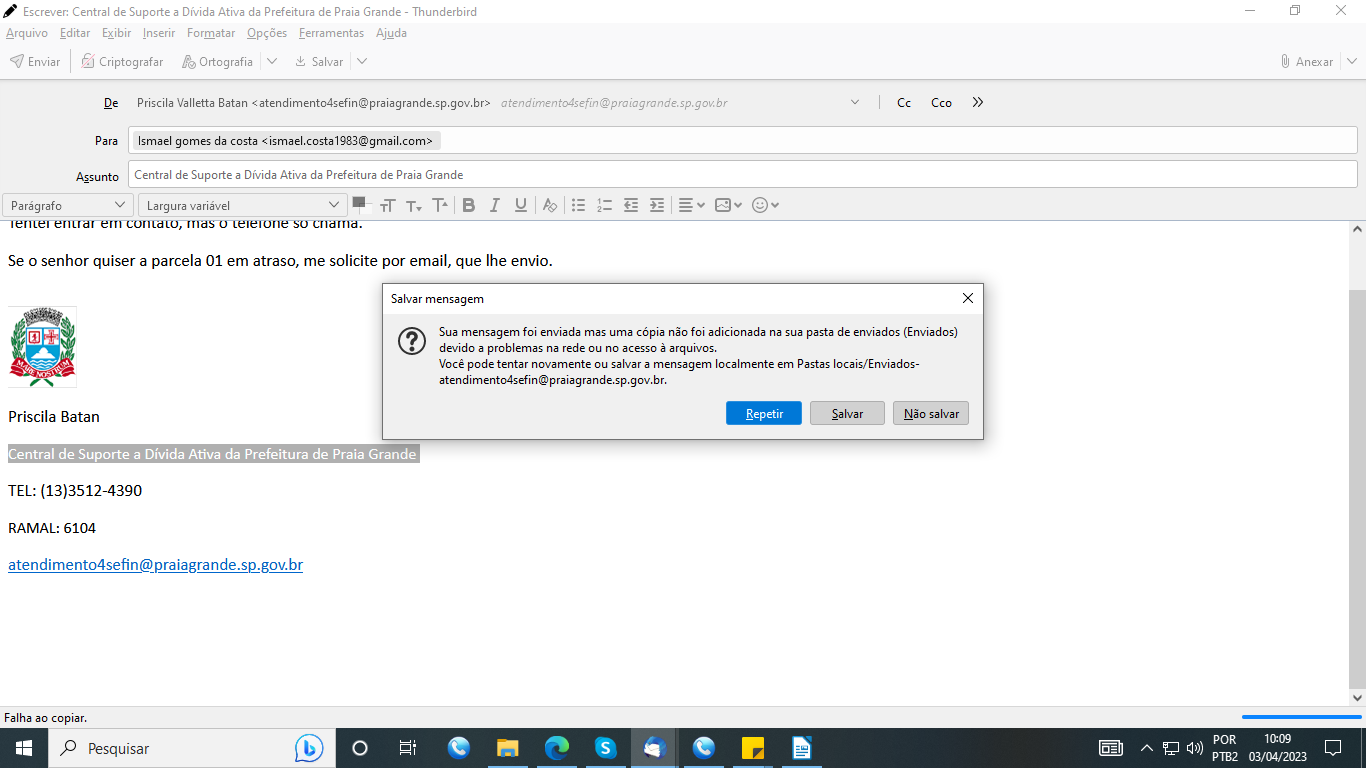 Escrever: Central de Suporte a Dívida Ativa da Prefeitura de Praia Grande - Thunderbird
Arquivo Editar Exibir Inserir Formatar Opções Ferramentas Ajuda
Enviar Criptografar Ortografia Salvar Anexar
De Priscila Valletta Batan <atendimento4sefin@praiagrande.sp.gov.br> atendimento4sefin@praiagrande.sp.gov.br Cc Cco
Para Ismael gomes da costa <ismael.costa1983@gmail.com>
Assunto Central de Suporte a Dívida Ativa da Prefeitura de Praia Grande
Parágrafo Largura variável
Tentei entrar em contato, mas o telefone só chama.
Se o senhor quiser a parcela 01 em atraso, me solicite por email, que lhe envio.
Salvar mensagem
Sua mensagem foi enviada mas uma cópia não foi adicionada na sua pasta de enviados (Enviados)
devido a problemas na rede ou no acesso à arquivos.
Você pode tentar novamente ou salvar a mensagem localmente em Pastas locais/Enviados-
atendimento4sefin@praiagrande.sp.gov.br.
Repetir Salvar Não salvar
MARE NOSTRUM
Priscila Batan
Central de Suporte a Dívida Ativa da Prefeitura de Praia Grande
TEL: (13)3512-4390
RAMAL: 6104
atendimento4sefin@praiagrande.sp.gov.br
Falha ao copiar.
Pesquisar
POR
PTB2
10:09
03/04/2023